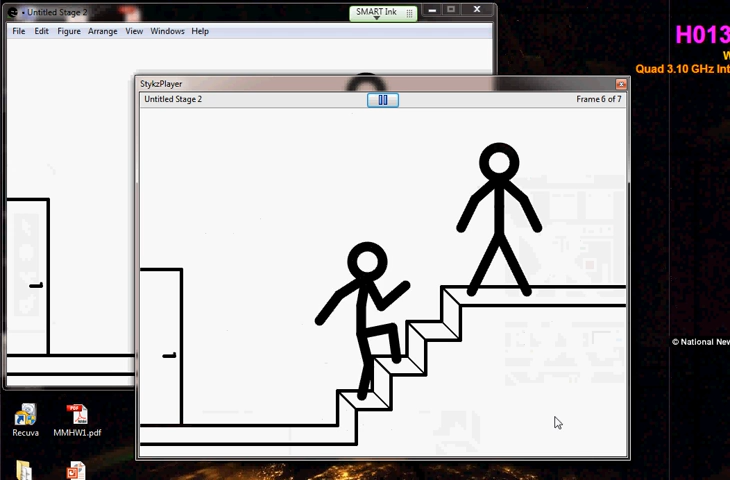 • Untitled Stage 2
SMART Ink
File Edit Figure Arrange View Windows Help
H013
Quad 3.10 GHz Int
StykzPlayer
Untitled Stage 2
Frame 6 of 7
© National New
Recuva
MMHW1.pdf